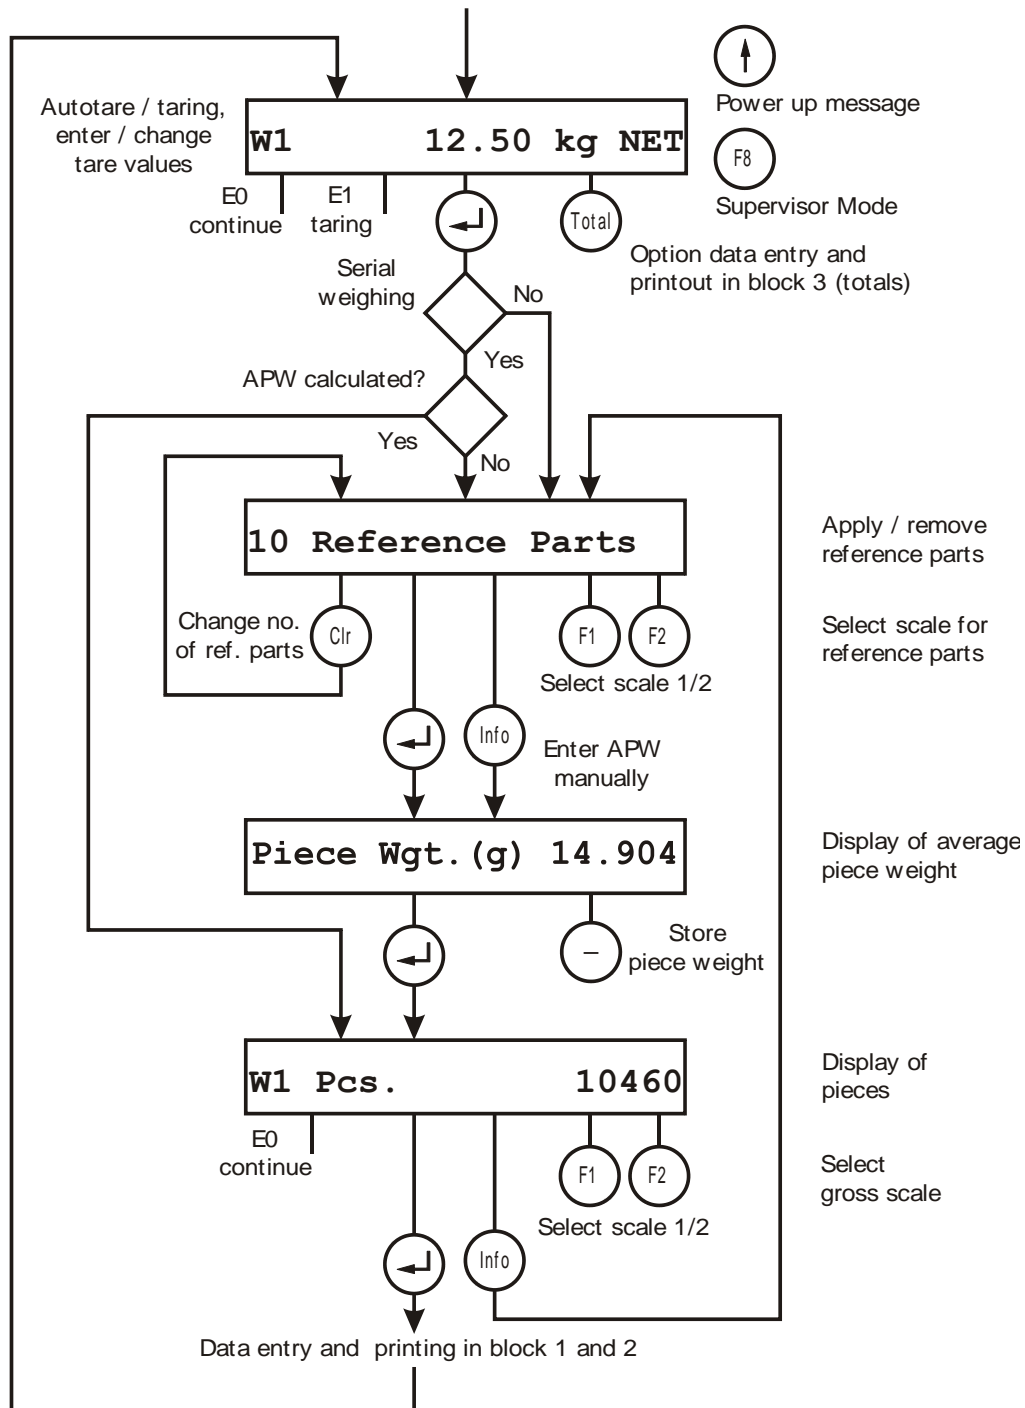 Power up message
Autotare / taring,
enter / change
tare values
W1 12.50 kg NET
F8
Supervisor Mode
E0
continue
E1
taring
Total
Option data entry and
printout in block 3 (totals)
Serial
weighing
No
Yes
APW calculated?
Yes
No
10 Reference Parts
Apply / remove
reference parts
Change no.
of ref. parts
Clr
F1
F2
Select scale 1/2
Select scale for
reference parts
Info
Enter APW
manually
Piece Wgt.(g) 14.904
Display of average
piece weight
–
Store
piece weight
W1 Pcs. 10460
Display of
pieces
E0
continue
F1
F2
Select scale 1/2
Select
gross scale
Info
Data entry and printing in block 1 and 2